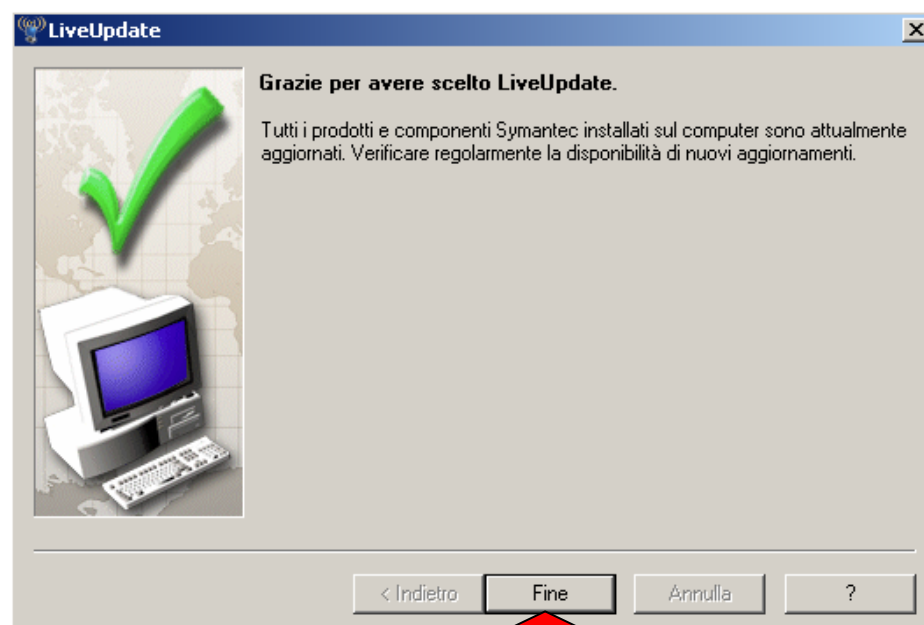 LiveUpdate
Grazie per avere scelto LiveUpdate.
Tutti i prodotti e componenti Symantec installati sul computer sono attualmente
aggiornati. Verificare regolarmente la disponibilità di nuovi aggiornamenti.
< Indietro Fine Annulla ?